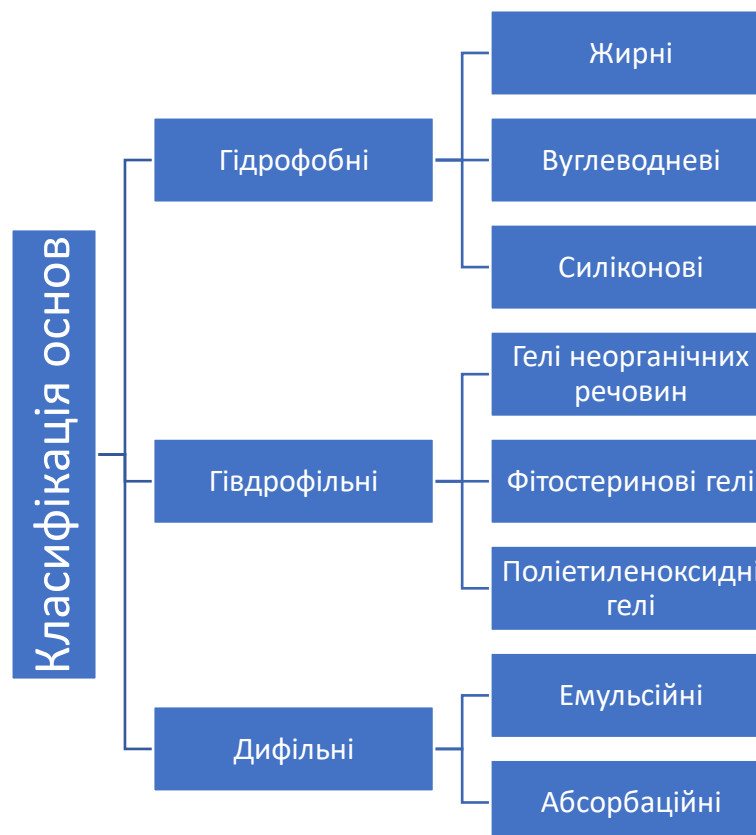 Класифікація основ
Гідрофобні
Жирні
Вуглеводневі
Силіконові
Гівдрофільні
Гелі неорганічних
речовин
Фітостеринові гелі
Поліетиленоксидні
гелі
Дифільні
Емульсійні
Абсорбаційні